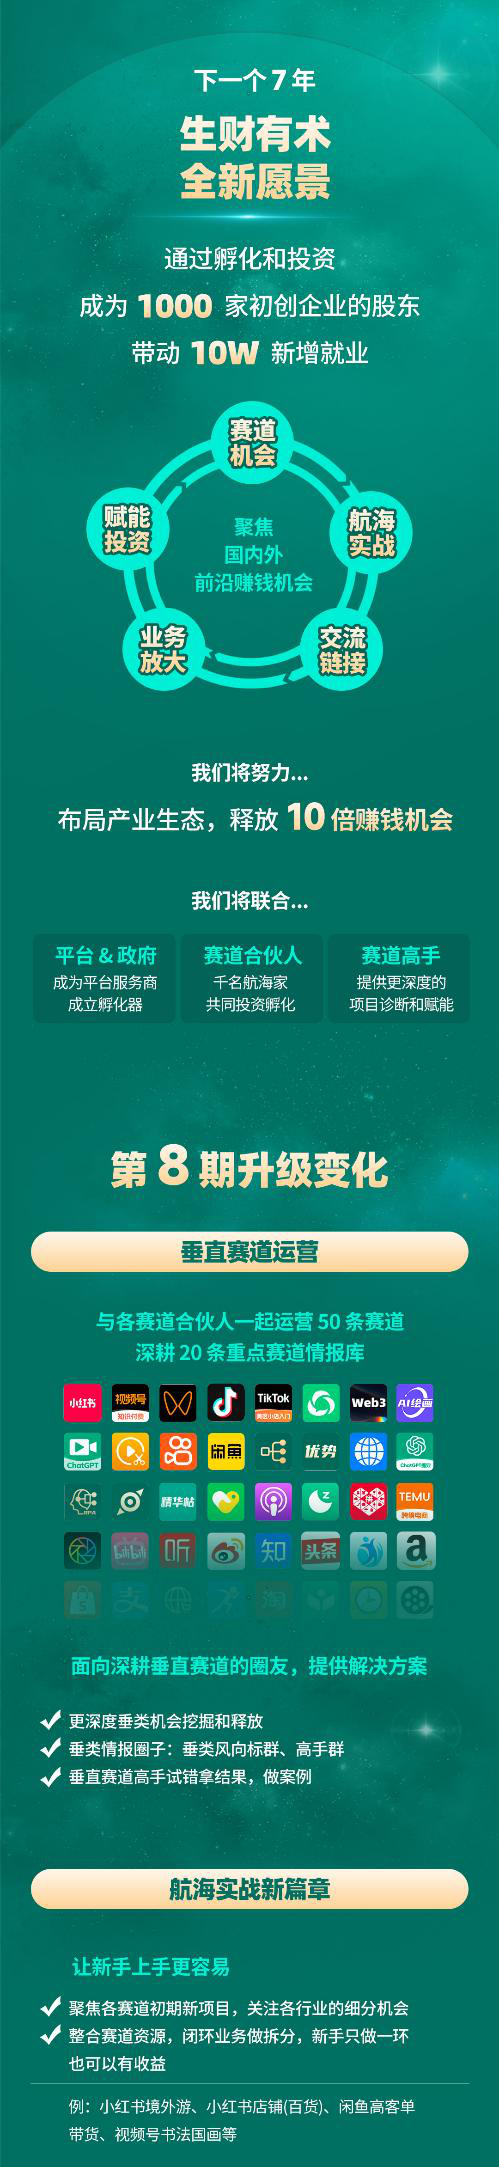 下一个7年
生财有术
全新愿景
通过孵化和投资
成为 1000 家初创企业的股东
带动 10W 新增就业
赛道
机会
赋能
投资
航海
实战
聚焦
国内外
前沿赚钱机会
业务
放大
交流
链接
我们将努力...
布局产业生态，释放 10 倍赚钱机会
我们将联合...
平台 & 政府
成为平台服务商
成立孵化器
赛道合伙人
千名航海家
共同投资孵化
赛道高手
提供更深度的
项目诊断和赋能
第 8 期升级变化
垂直赛道运营
与各赛道合伙人一起运营 50 条赛道
深耕 20 条重点赛道情报库
小红书
视频号
知识付费
TikTok
Web3
AI绘画
ChatGPT
闲鱼
优势
RPA
精华帖
TEMU
跨境电商
bilibili
听
知
头条
a
支
淘
面向深耕垂直赛道的圈友，提供解决方案
更深度垂类机会挖掘和释放
垂类情报圈子：垂类风向标群、高手群
垂直赛道高手试错拿结果，做案例
航海实战新篇章
让新手上手更容易
聚焦各赛道初期新项目，关注各行业的细分机会
整合赛道资源，闭环业务做拆分，新手只做一环
也可以有收益
例：小红书境外游、小红书店铺(百货)、闲鱼高客单
带货、视频号书法国画等